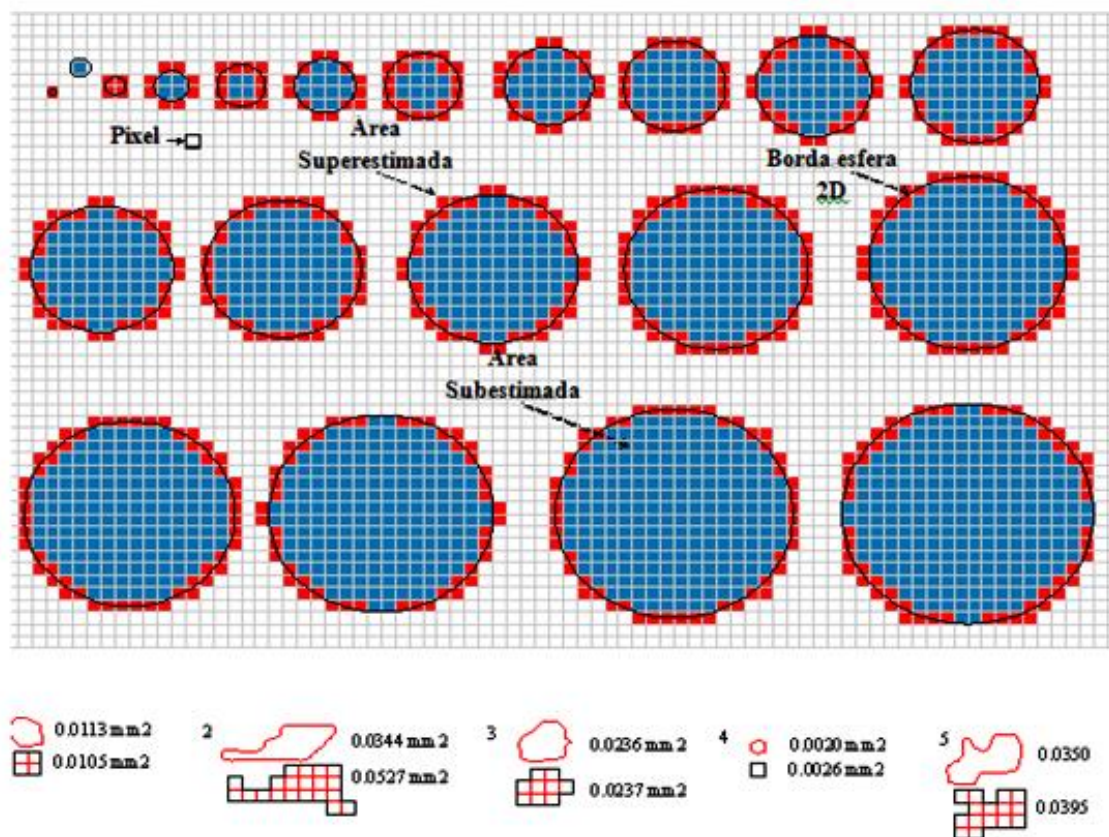 Pixel
Área
Superestimada
Borda esfera
2D
Área
Subestimada
0.0113 mm2
0.0105 mm2
2
0.0344 mm2
0.0527 mm2
3
0.0236 mm2
0.0237 mm2
4
0.0020 mm2
0.0026 mm2
5
0.0350
0.0395